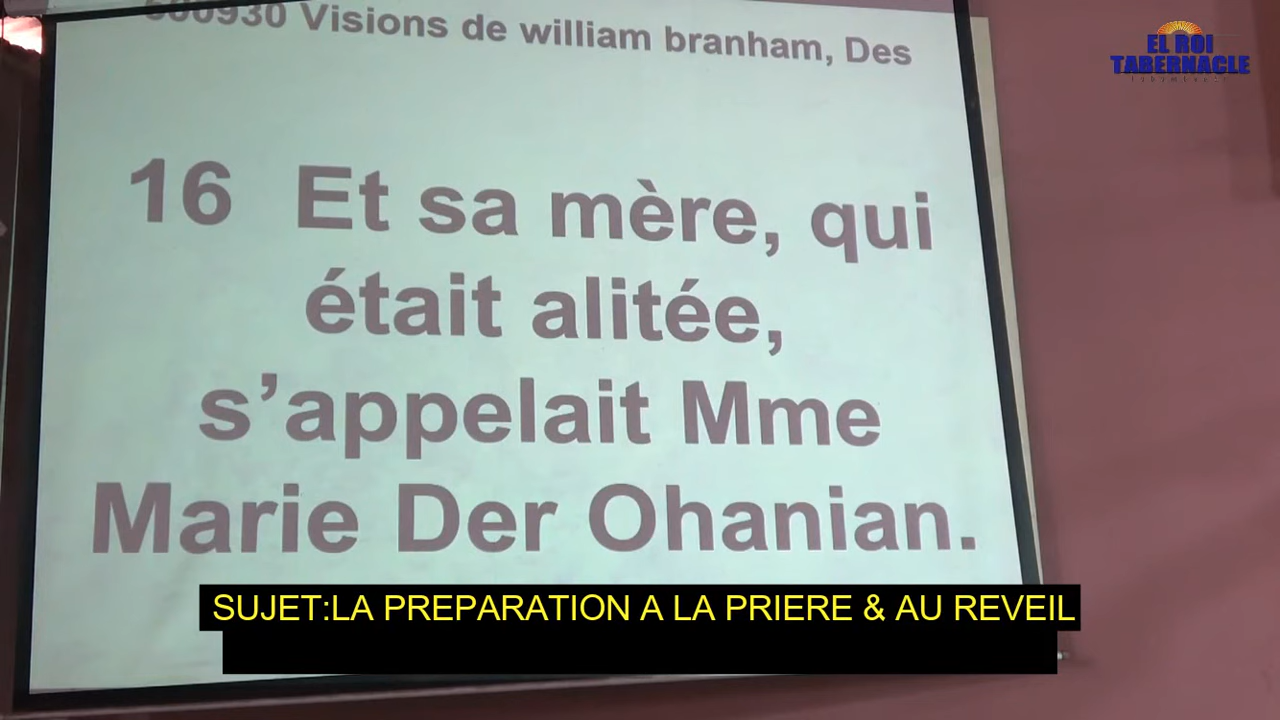 600930 Visions de william branham, Des
EL ROI
TABERNACLE
16 Et sa mère, qui
était alitée,
s’appelait Mme
Marie Der Ohanian.
SUJET:LA PREPARATION A LA PRIERE & AU REVEIL